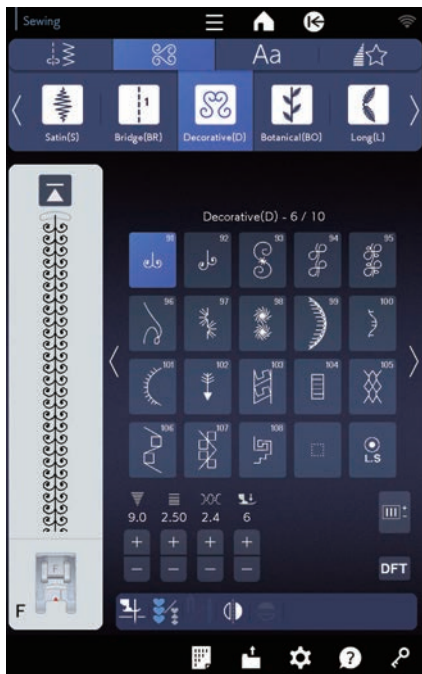 Sewing
Aa
1
Satin(S) Bridge(BR) Decorative(D) Botanical(BO) Long(L)
Decorative(D) - 6 / 10
91 92 93 94 95
96 97 98 99 100
101 102 103 104 105
106 107 108
L.S
9.0 2.50 2.4 6
+ + + +
− − − −
DFT
F
F
?